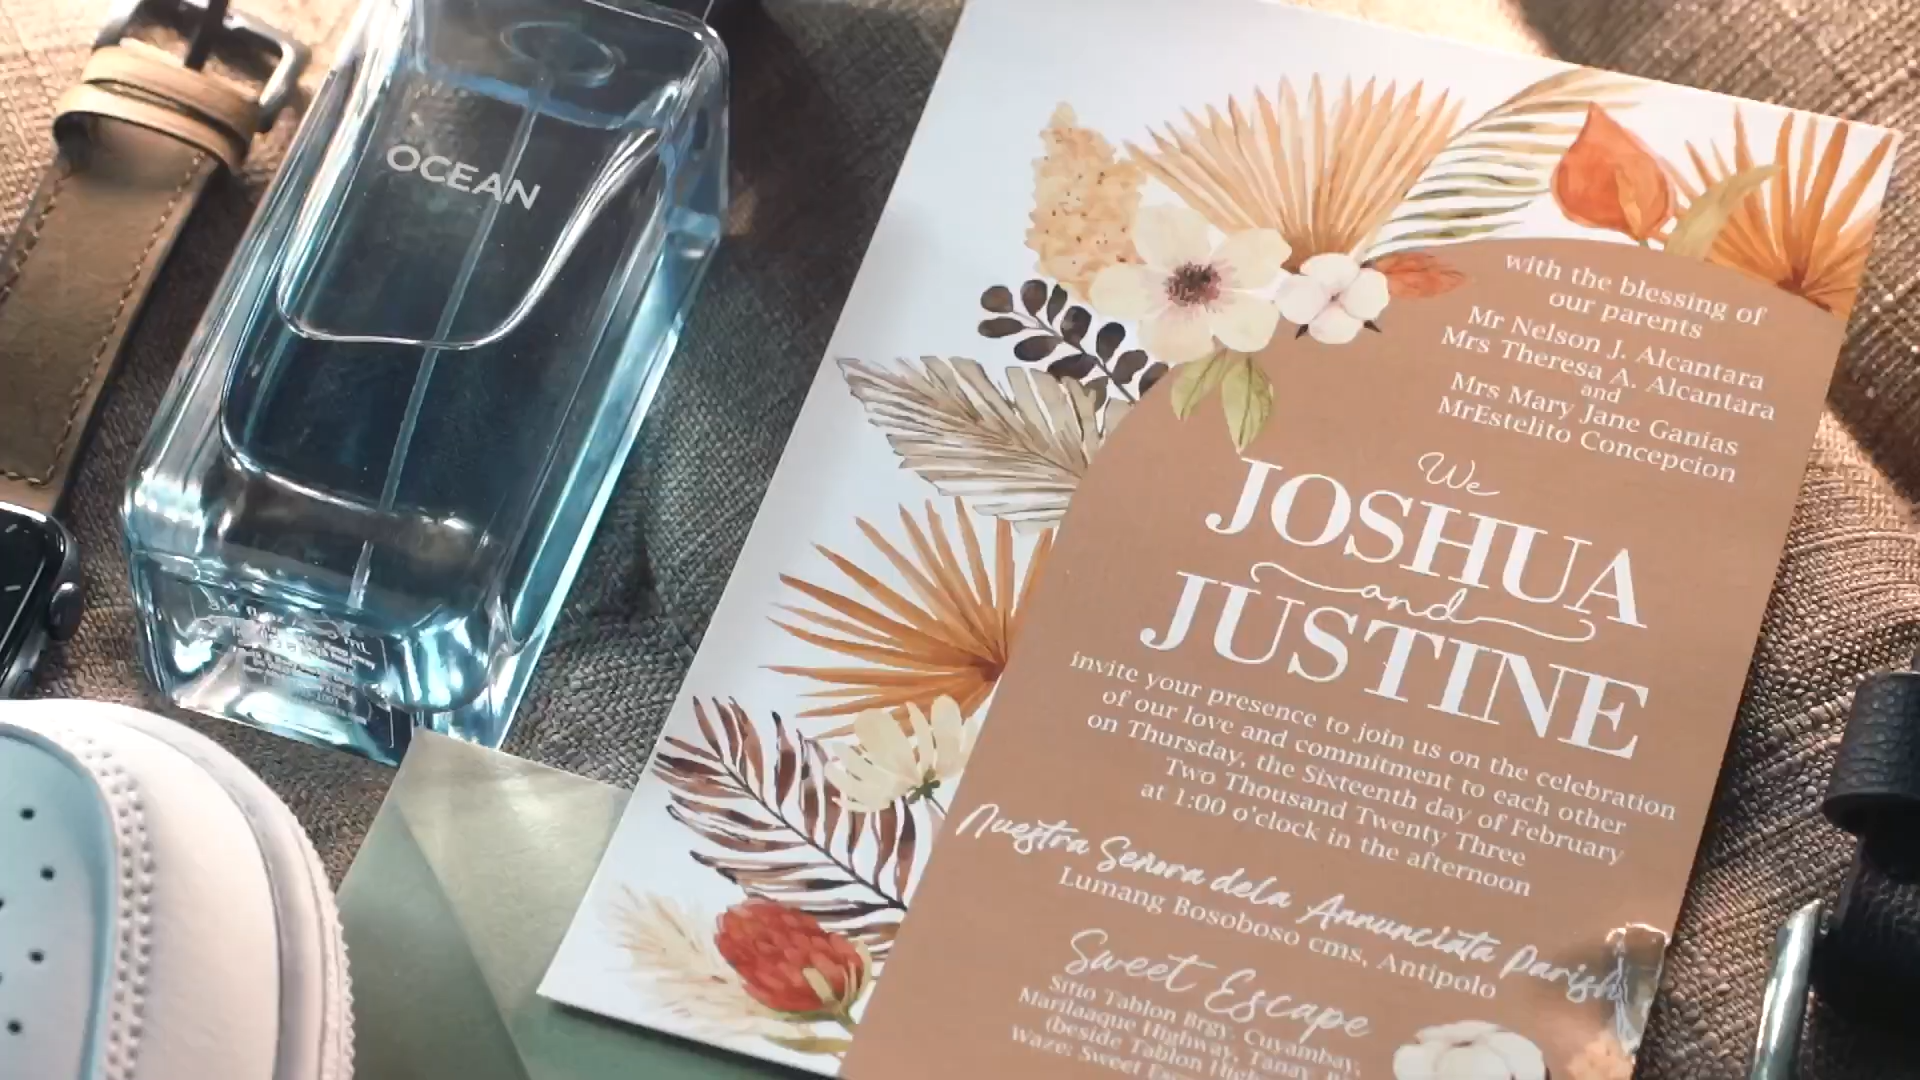 OCEAN
with the blessing of
our parents
Mr Nelson J. Alcantara
Mrs Theresa A. Alcantara
and
Mrs Mary Jane Ganias
MrEstelito Concepcion
We
JOSHUA
and
JUSTINE
invite your presence to join us on the celebration
of our love and commitment to each other
on Thursday, the Sixteenth day of February
Two Thousand Twenty Three
at 1:00 o'clock in the afternoon
Nuestra Señora dela Annunciata Parish
Lumang Bosoboso cms, Antipolo
Sweet Escape
Sitio Tablon Brgy. Cuyambay,
Marilaaque Highway, Tanay,
(beside Tablon
Waze: Sweet